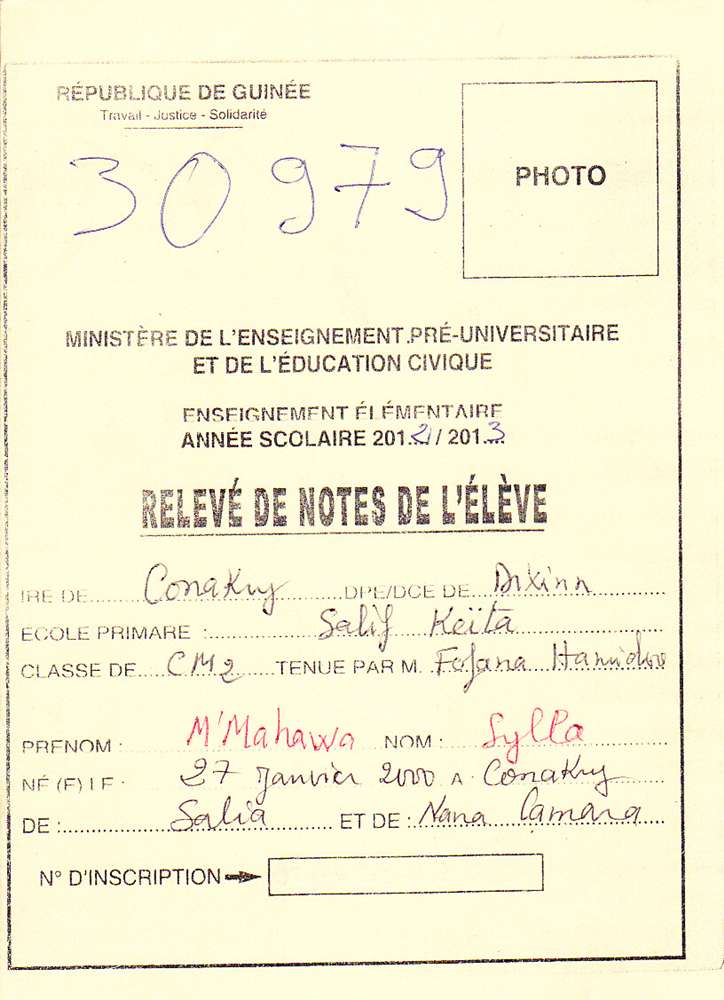 RÉPUBLIQUE DE GUINÉE
Travail - Justice - Solidarité
30979
PHOTO
MINISTÈRE DE L'ENSEIGNEMENT PRÉ-UNIVERSITAIRE
ET DE L'ÉDUCATION CIVIQUE
ENSEIGNEMENT ÉLÉMENTAIRE
ANNÉE SCOLAIRE 2012 / 2013
RELEVÉ DE NOTES DE L'ÉLÈVE
IRE DE Conakry DPE/DCE DE Dixinn
ECOLE PRIMARE : Salif Keïta
CLASSE DE CM2 TENUE PAR M. Fofana Hamidou
PRENOM : M'Mahawa NOM : Sylla
NÉ (E) LE : 27 Janvier 2000 A Conakry
DE : Salia ET DE : Nana Camara
N° D'INSCRIPTION